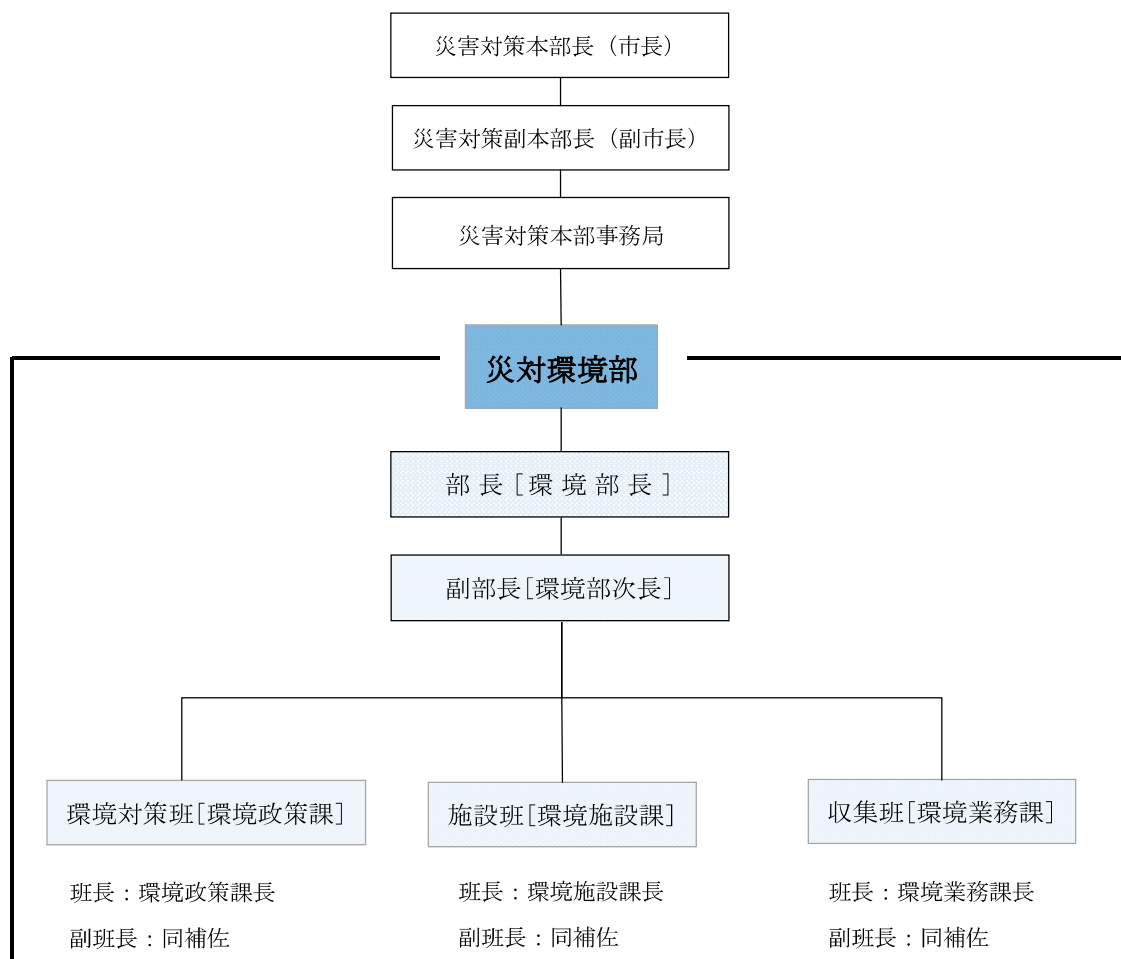 災害対策本部長（市長）
災害対策副本部長（副市長）
災害対策本部事務局
災対環境部
部 長［環 境 部 長 ］
副部長［環境部次長］
環境対策班［環境政策課］
施設班［環境施設課］
収集班［環境業務課］
班長：環境政策課長
副班長：同補佐
班長：環境施設課長
副班長：同補佐
班長：環境業務課長
副班長：同補佐